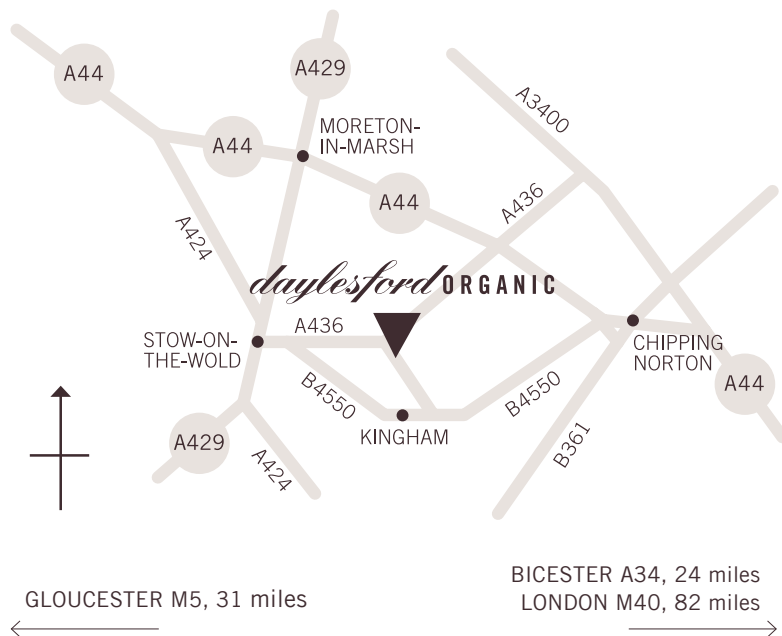 A44
A429
A44
MORETON-
IN-MARSH
A3400
A44
A436
A424
daylesford ORGANIC
A436
STOW-ON-
THE-WOLD
CHIPPING
NORTON
B4550
B4550
A44
KINGHAM
A429
A424
B361
BICESTER A34, 24 miles
GLOUCESTER M5, 31 miles
LONDON M40, 82 miles